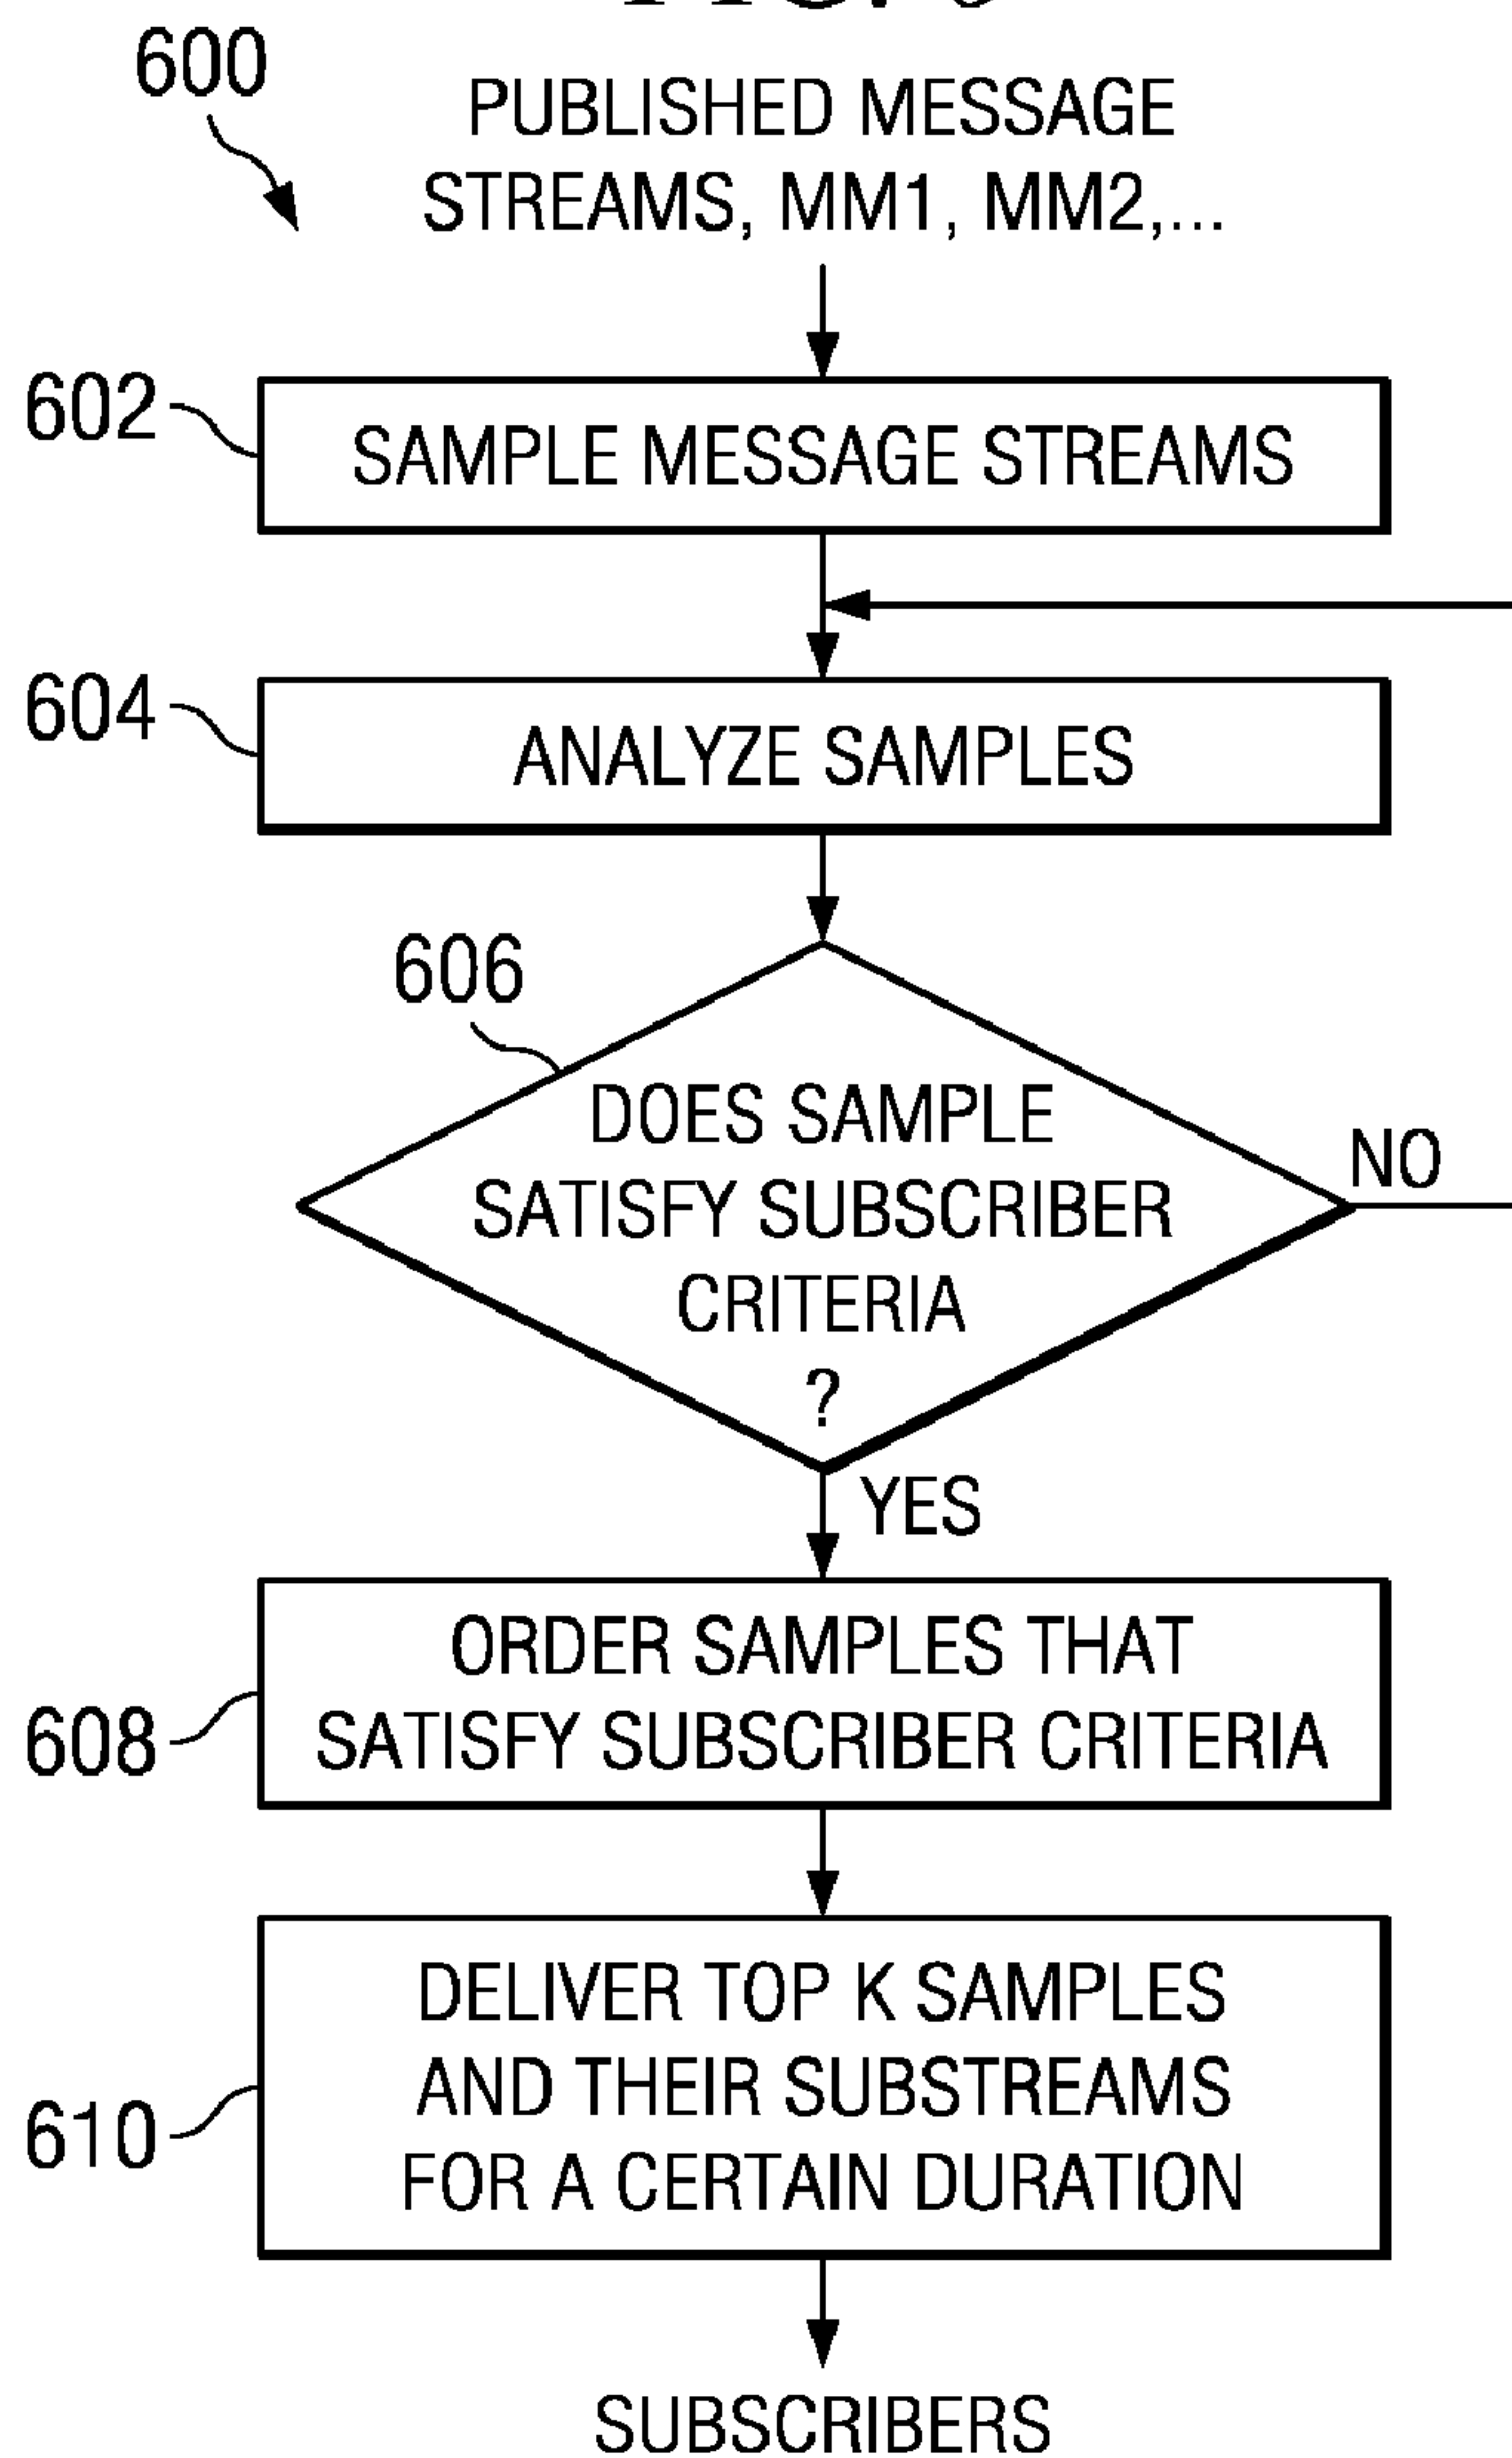 600
PUBLISHED MESSAGE
STREAMS, MM1, MM2,...
602
SAMPLE MESSAGE STREAMS
604
ANALYZE SAMPLES
606
DOES SAMPLE
SATISFY SUBSCRIBER
CRITERIA
?
NO
YES
ORDER SAMPLES THAT
SATISFY SUBSCRIBER CRITERIA
608
DELIVER TOP K SAMPLES
AND THEIR SUBSTREAMS
FOR A CERTAIN DURATION
610
SUBSCRIBERS